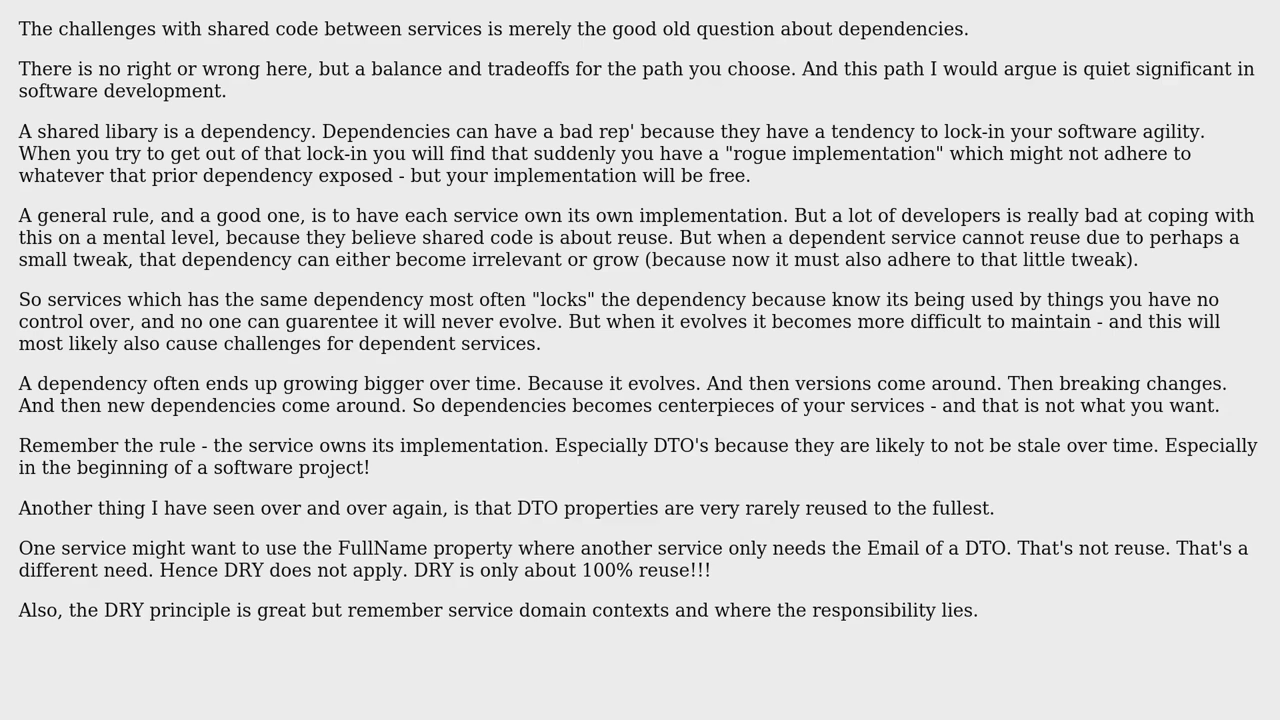 The challenges with shared code between services is merely the good old question about dependencies.
There is no right or wrong here, but a balance and tradeoffs for the path you choose. And this path I would argue is quiet significant in
software development.
A shared libary is a dependency. Dependencies can have a bad rep' because they have a tendency to lock-in your software agility.
When you try to get out of that lock-in you will find that suddenly you have a "rogue implementation" which might not adhere to
whatever that prior dependency exposed - but your implementation will be free.
A general rule, and a good one, is to have each service own its own implementation. But a lot of developers is really bad at coping with
this on a mental level, because they believe shared code is about reuse. But when a dependent service cannot reuse due to perhaps a
small tweak, that dependency can either become irrelevant or grow (because now it must also adhere to that little tweak).
So services which has the same dependency most often "locks" the dependency because know its being used by things you have no
control over, and no one can guarentee it will never evolve. But when it evolves it becomes more difficult to maintain - and this will
most likely also cause challenges for dependent services.
A dependency often ends up growing bigger over time. Because it evolves. And then versions come around. Then breaking changes.
And then new dependencies come around. So dependencies becomes centerpieces of your services - and that is not what you want.
Remember the rule - the service owns its implementation. Especially DTO's because they are likely to not be stale over time. Especially
in the beginning of a software project!
Another thing I have seen over and over again, is that DTO properties are very rarely reused to the fullest.
One service might want to use the FullName property where another service only needs the Email of a DTO. That's not reuse. That's a
different need. Hence DRY does not apply. DRY is only about 100% reuse!!!
Also, the DRY principle is great but remember service domain contexts and where the responsibility lies.